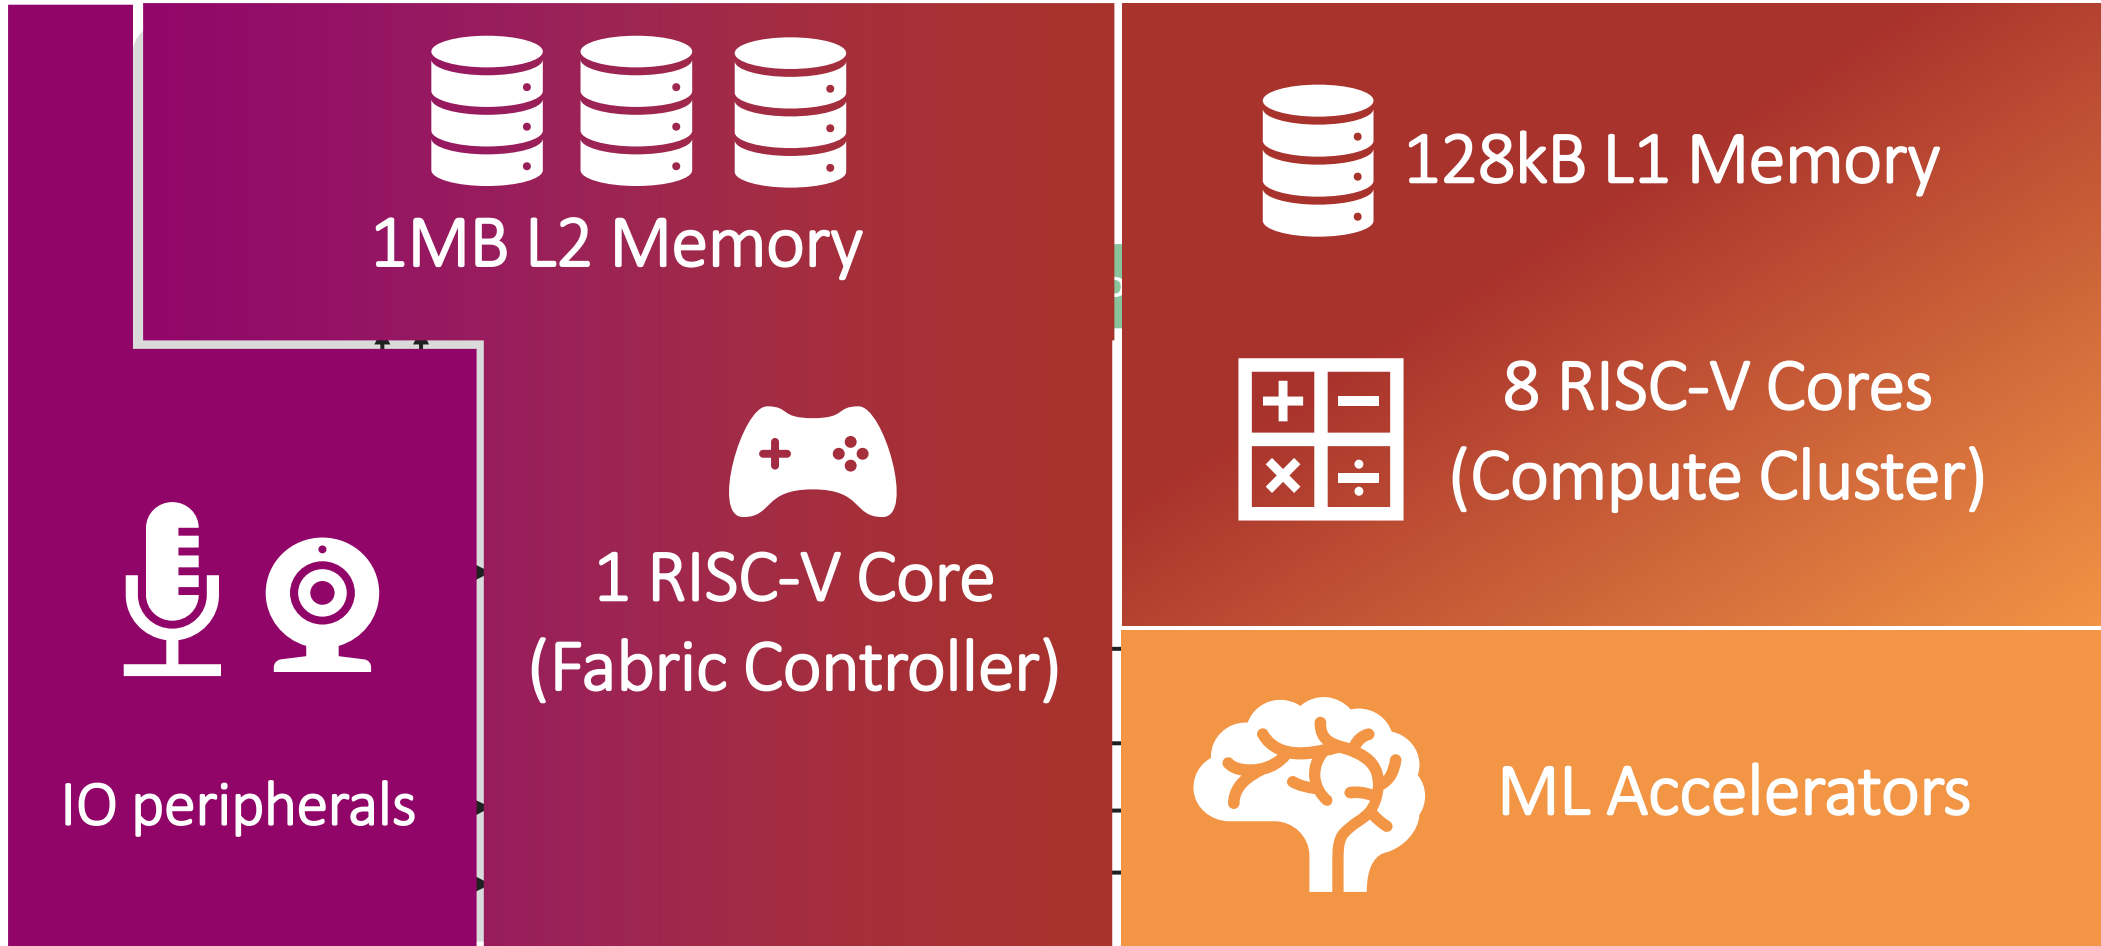 1MB L2 Memory
1 RISC-V Core
(Fabric Controller)
IO peripherals
128kB L1 Memory
8 RISC-V Cores
(Compute Cluster)
ML Accelerators